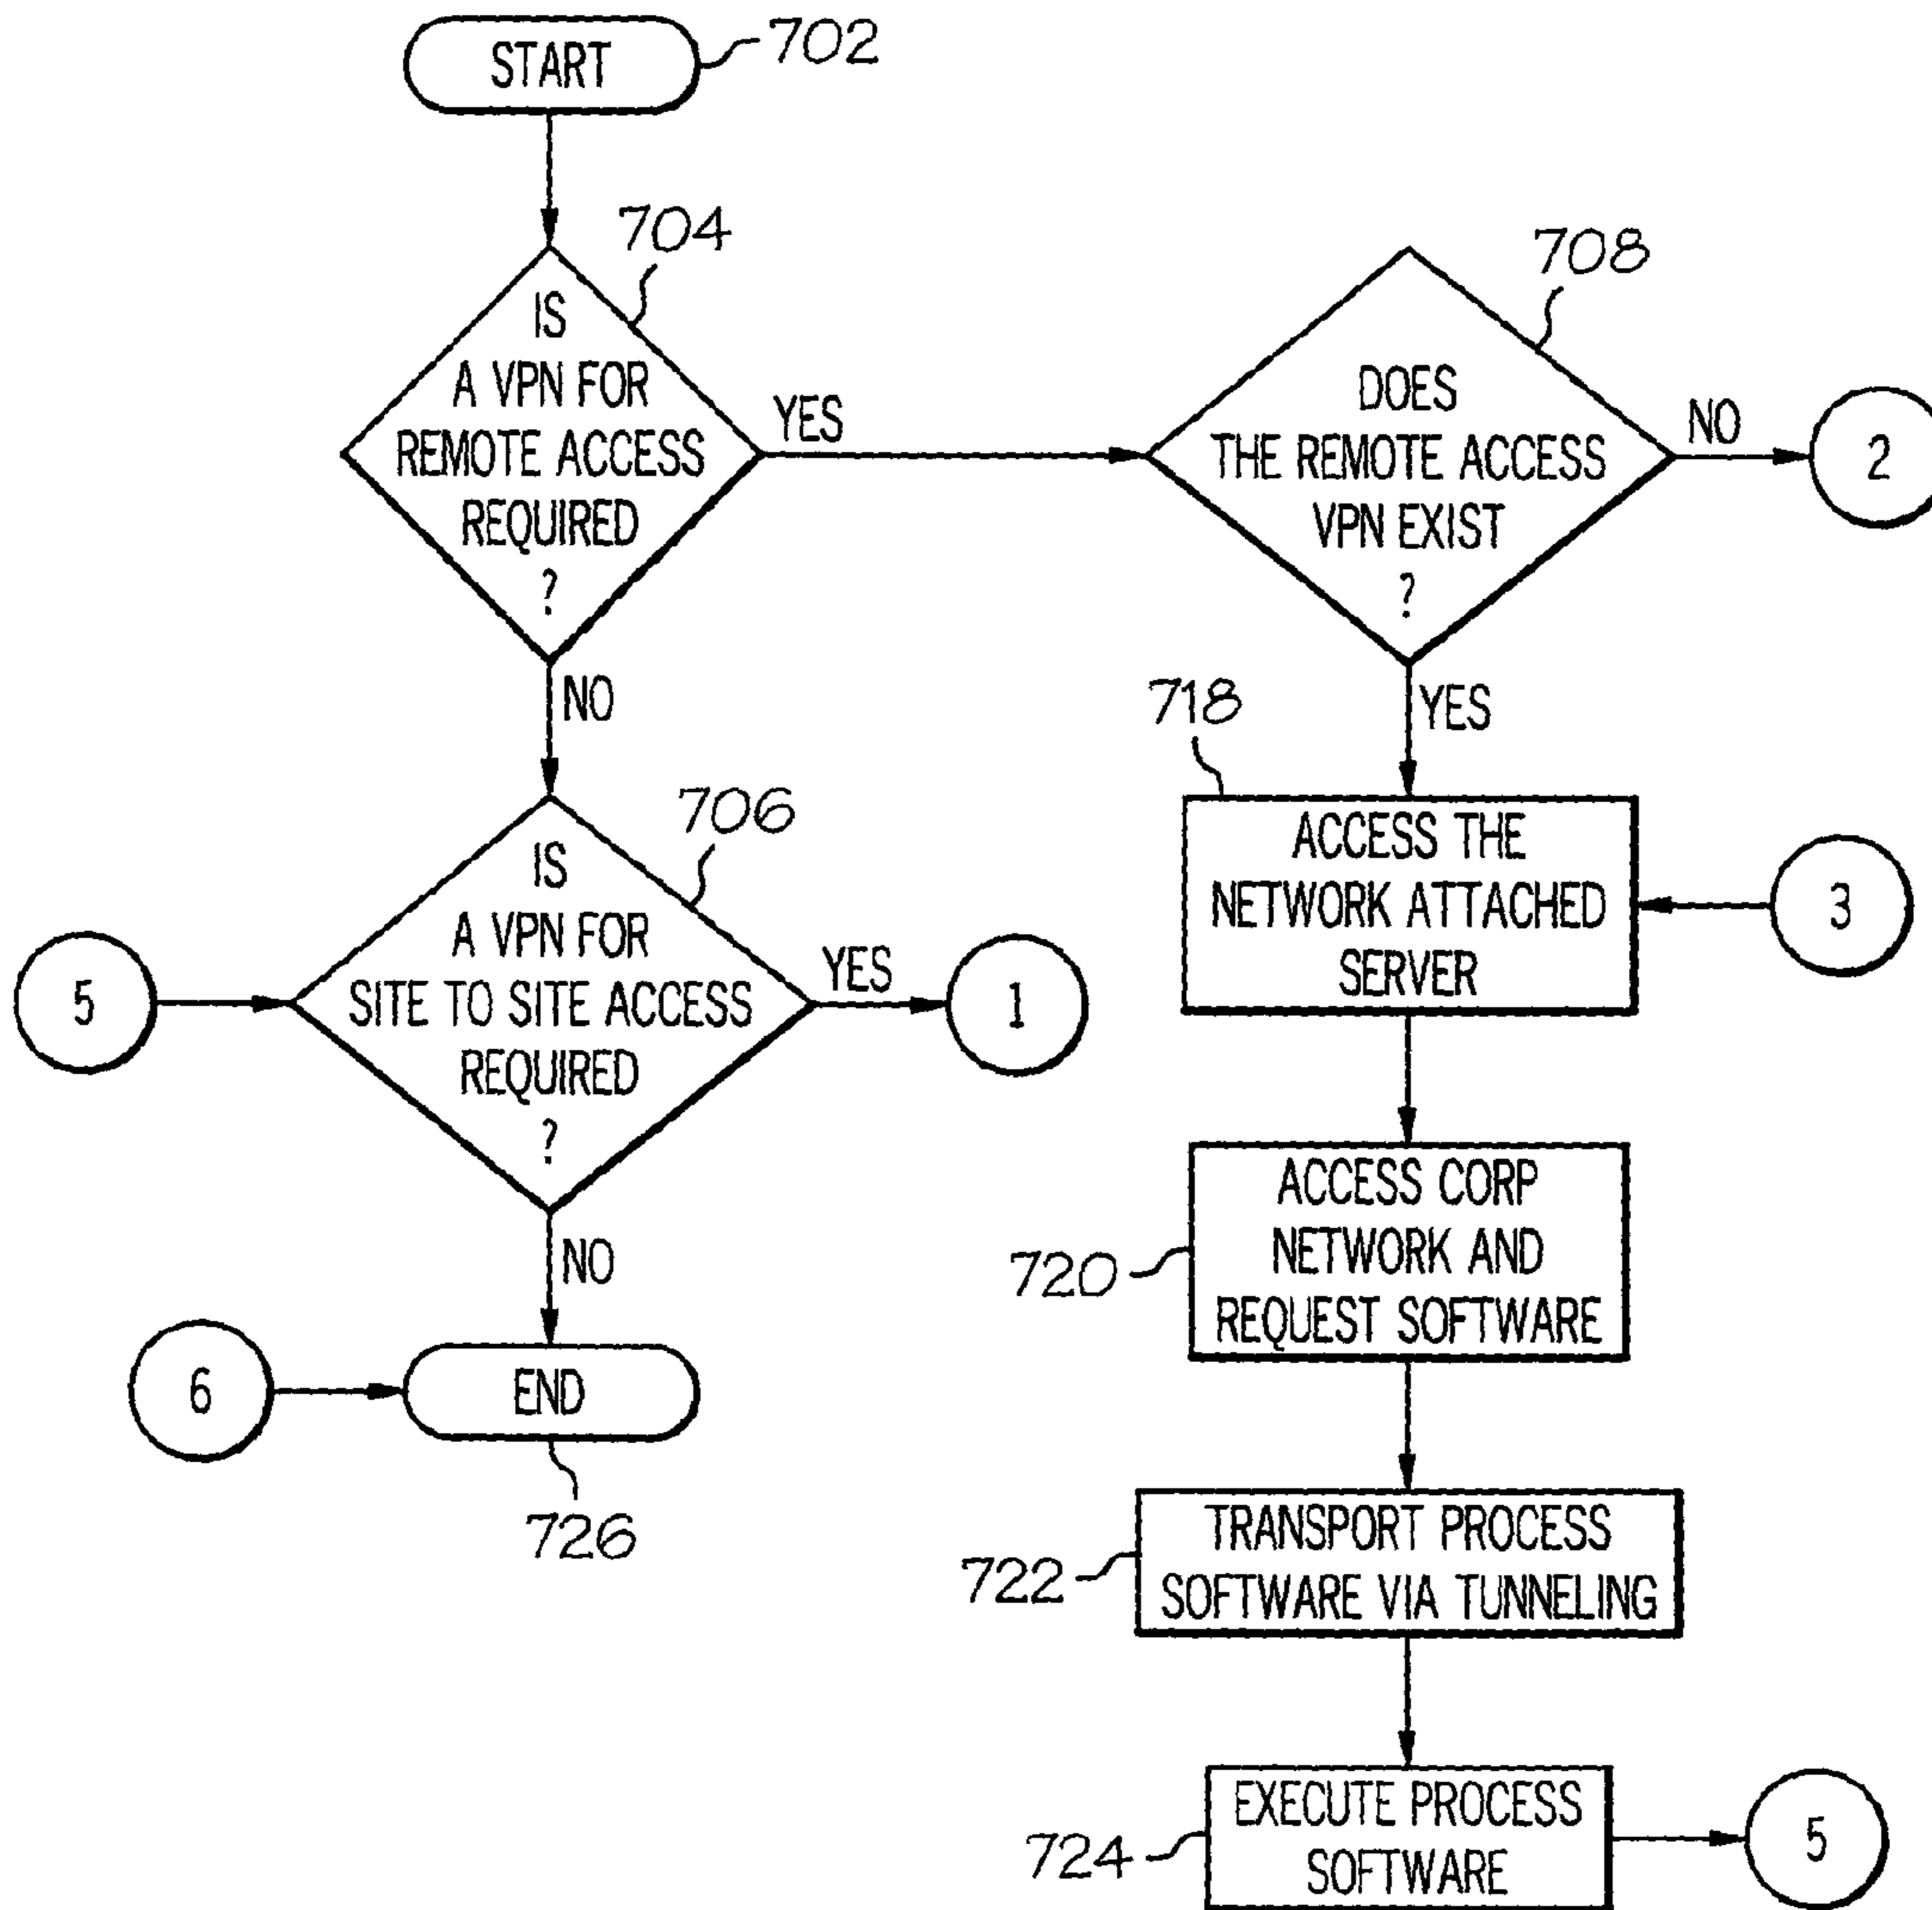 START
702
704
IS
A VPN FOR
REMOTE ACCESS
REQUIRED
?
YES
NO
708
DOES
THE REMOTE ACCESS
VPN EXIST
?
NO
2
YES
706
IS
A VPN FOR
SITE TO SITE ACCESS
REQUIRED
?
5
YES
1
NO
6
END
726
718
ACCESS THE
NETWORK ATTACHED
SERVER
3
720
ACCESS CORP
NETWORK AND
REQUEST SOFTWARE
722
TRANSPORT PROCESS
SOFTWARE VIA TUNNELING
724
EXECUTE PROCESS
SOFTWARE
5